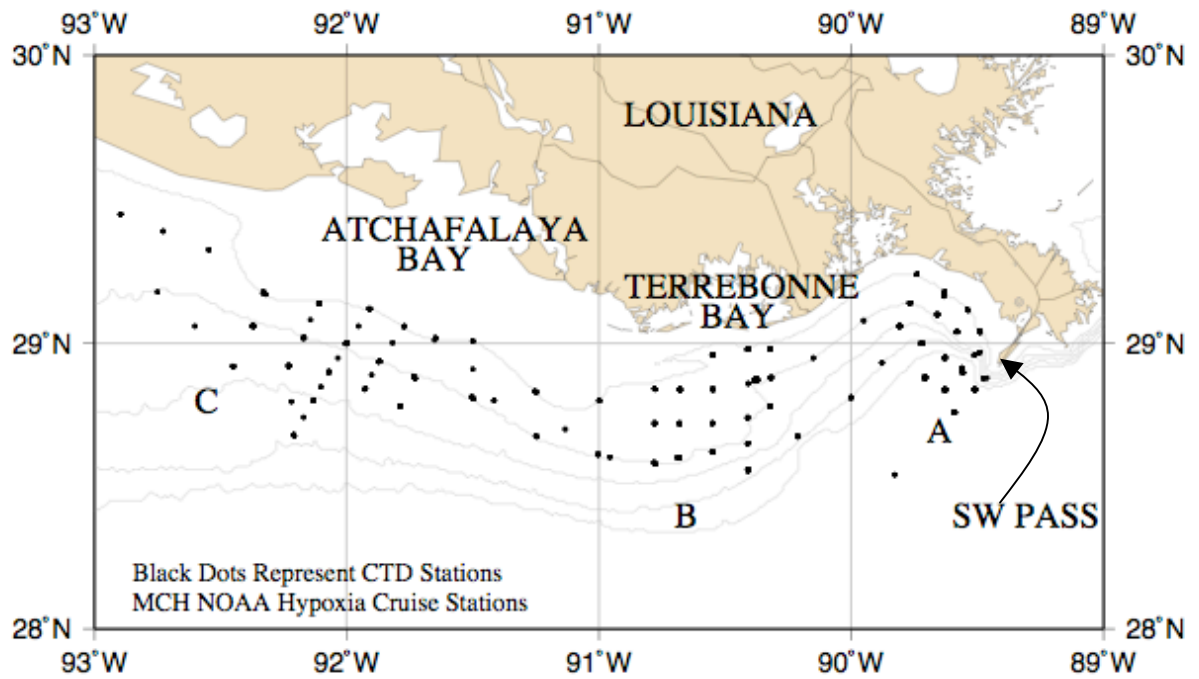 93°W 92°W 91°W 90°W 89°W
30°N 30°N
LOUISIANA
ATCHAFALAYA
BAY
TERREBONNE
BAY
29°N 29°N
C
A
B
SW PASS
Black Dots Represent CTD Stations
MCH NOAA Hypoxia Cruise Stations
28°N 28°N
93°W 92°W 91°W 90°W 89°W